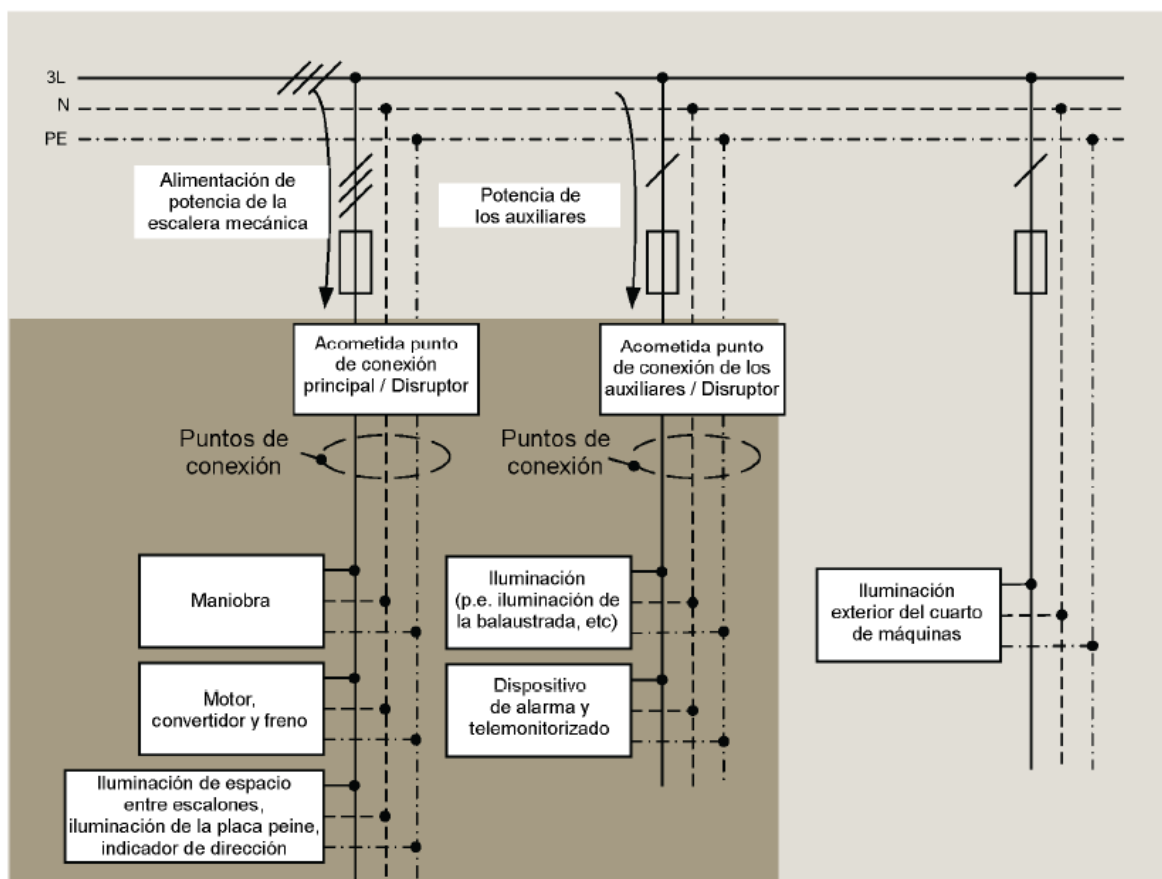 3L
N
PE
Alimentación de
potencia de la
escalera mecánica
Potencia de
los auxiliares
Acometida punto
de conexión
principal / Disruptor
Acometida punto
de conexión de los
auxiliares / Disruptor
Puntos de
conexión
Puntos de
conexión
Maniobra
Iluminación
(p.e. iluminación de
la balaustrada, etc)
Iluminación
exterior del cuarto
de máquinas
Motor,
convertidor y freno
Dispositivo
de alarma y
telemonitorizado
Iluminación de espacio
entre escalones,
iluminación de la placa peine,
indicador de dirección